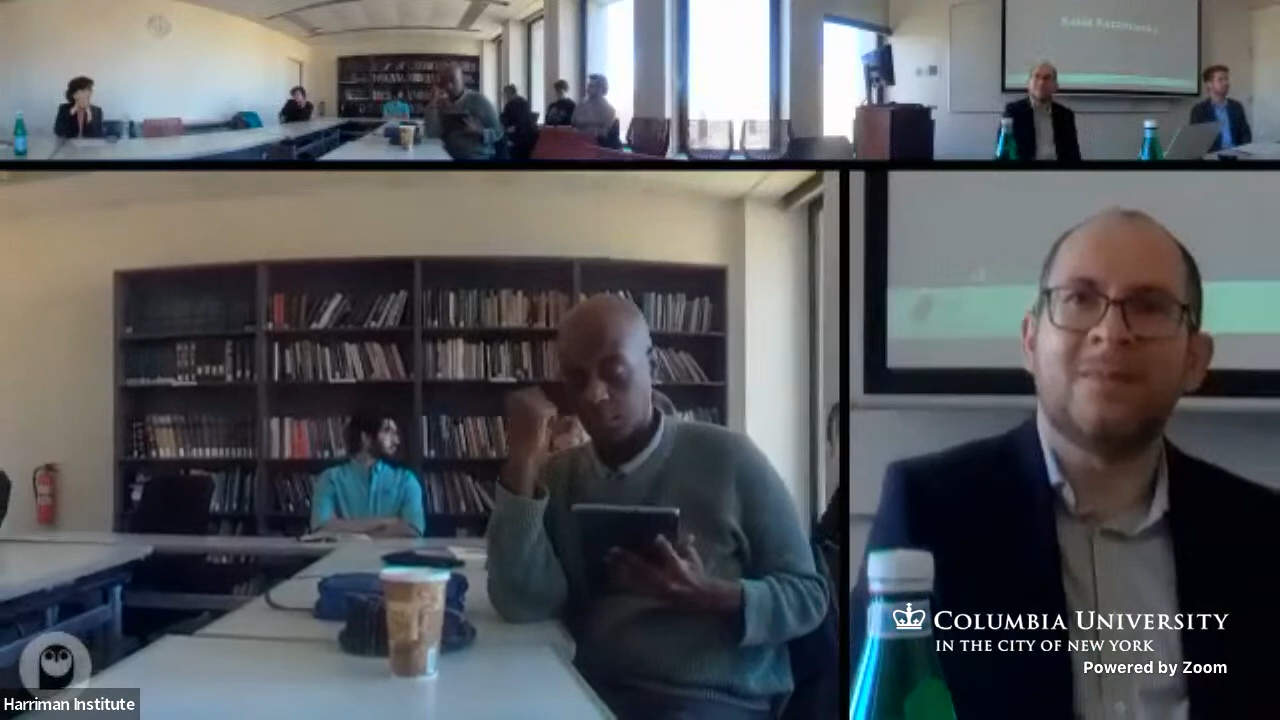 COLUMBIA UNIVERSITY
IN THE CITY OF NEW YORK
Powered by Zoom
Harriman Institute